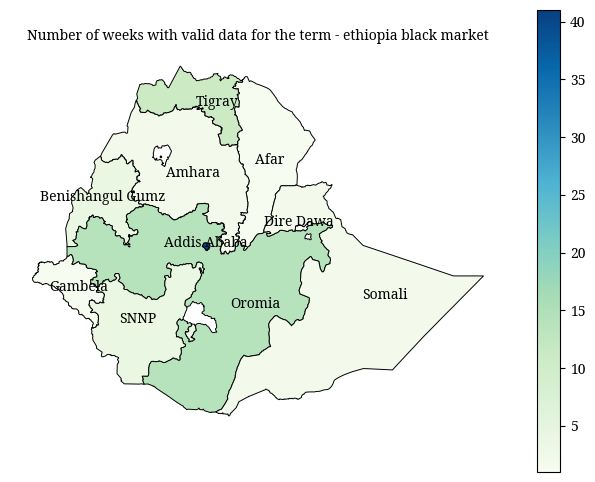 Number of weeks with valid data for the term - ethiopia black market
Tigray
Afar
Amhara
Benishangul Gumz
Dire Dawa
Addis Ababa
Gambela
Somali
Oromia
SNNP
40
35
30
25
20
15
10
5